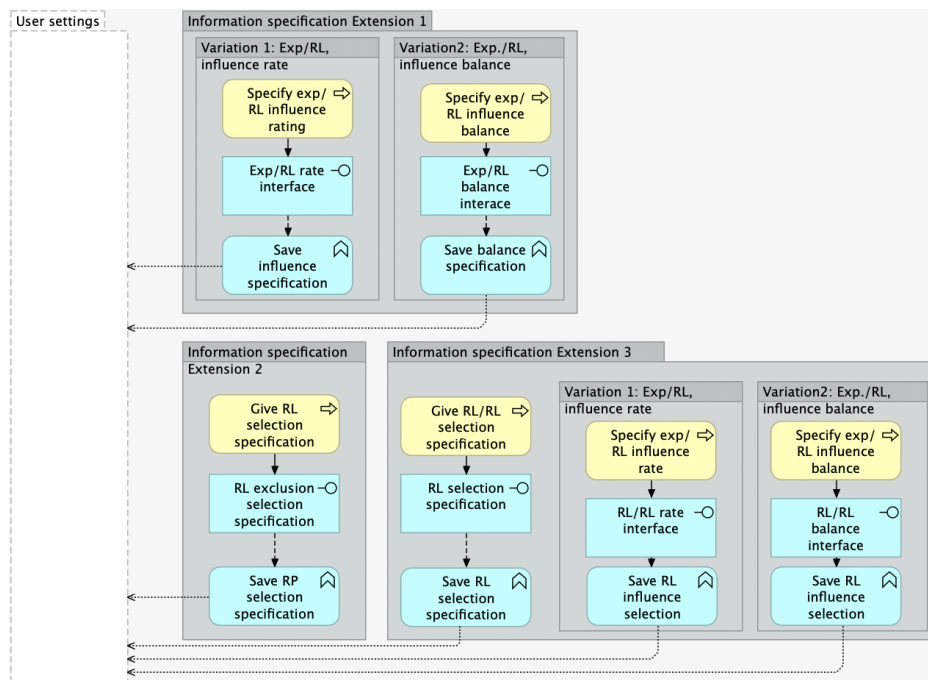 User settings
Information specification Extension 1
Variation 1: Exp/RL,
influence rate
Specify exp/
RL influence
rating
Exp/RL rate
interface
Save
influence
specification
Variation2: Exp./RL,
influence balance
Specify exp/
RL influence
balance
Exp/RL
balance
interace
Save balance
specification
Information specification
Extension 2
Give RL
selection
specification
RL exclusion
selection
specification
Save RP
selection
specification
Information specification Extension 3
Give RL/RL
selection
specification
RL selection
specification
Save RL
selection
specification
Variation 1: Exp/RL,
influence rate
Specify exp/
RL influence
rate
RL/RL rate
interface
Save RL
influence
selection
Variation2: Exp./RL,
influence balance
Specify exp/
RL influence
balance
RL/RL
balance
interface
Save RL
influence
selection